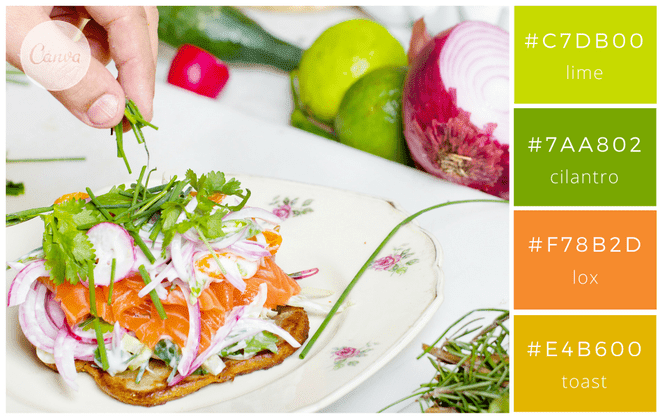 Canva
#C7DB00
lime
#7AA802
cilantro
#F78B2D
lox
#E4B600
toast